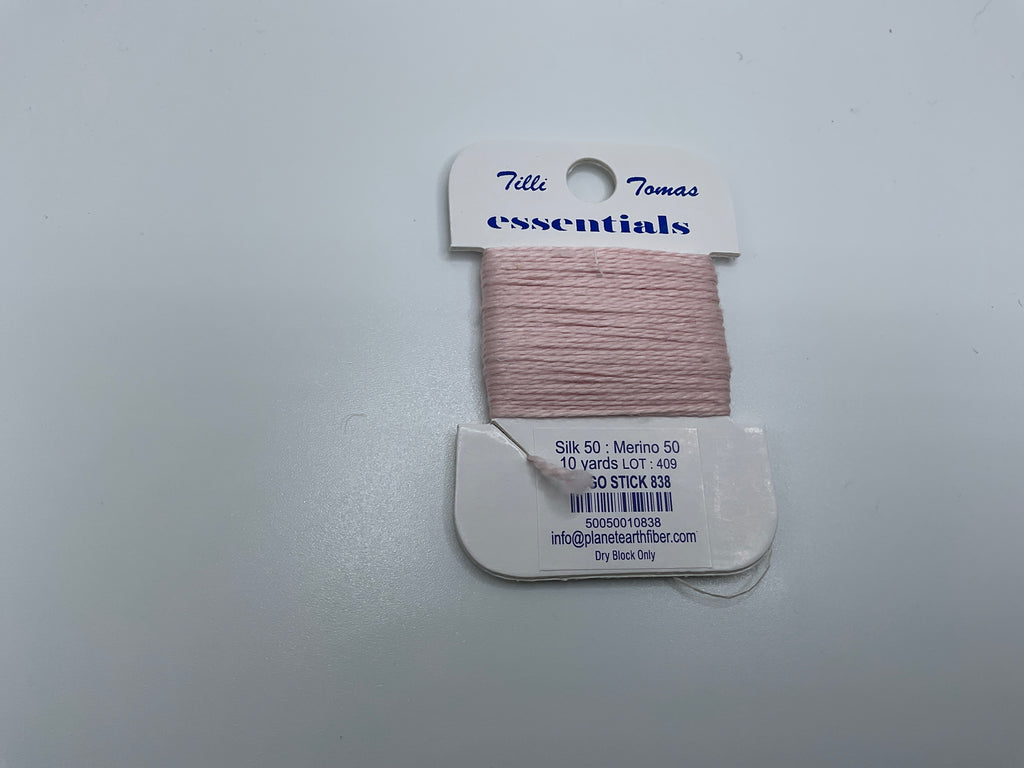 Tilli Tomas
essentials
Silk 50 : Merino 50
10 yards LOT : 409
STICK 838
50050010838
info@planetearthfiber.com
Dry Block Only